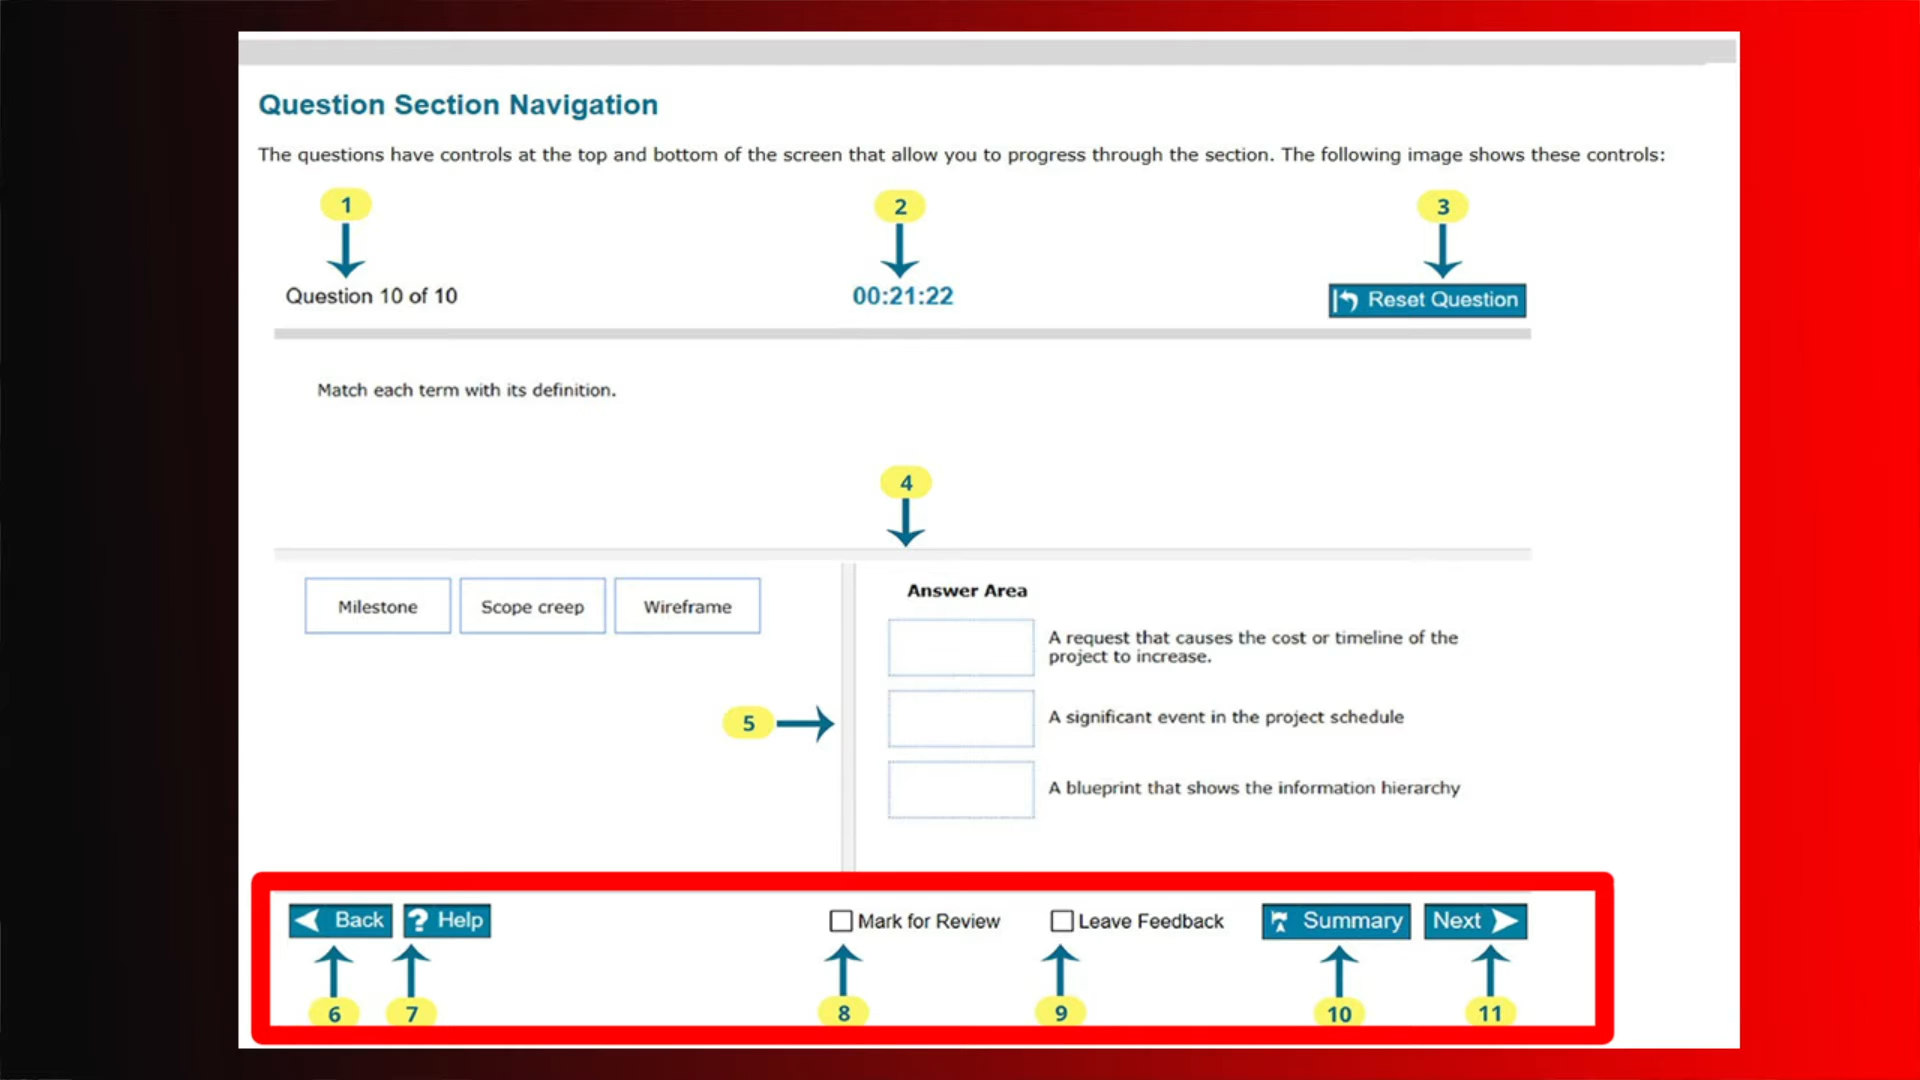 Question Section Navigation
The questions have controls at the top and bottom of the screen that allow you to progress through the section. The following image shows these controls:
1
2
3
Question 10 of 10
00:21:22
Reset Question
Match each term with its definition.
4
Milestone
Scope creep
Wireframe
Answer Area
A request that causes the cost or timeline of the
project to increase.
5
A significant event in the project schedule
A blueprint that shows the information hierarchy
Back
? Help
Mark for Review
Leave Feedback
Summary
Next
6
7
8
9
10
11